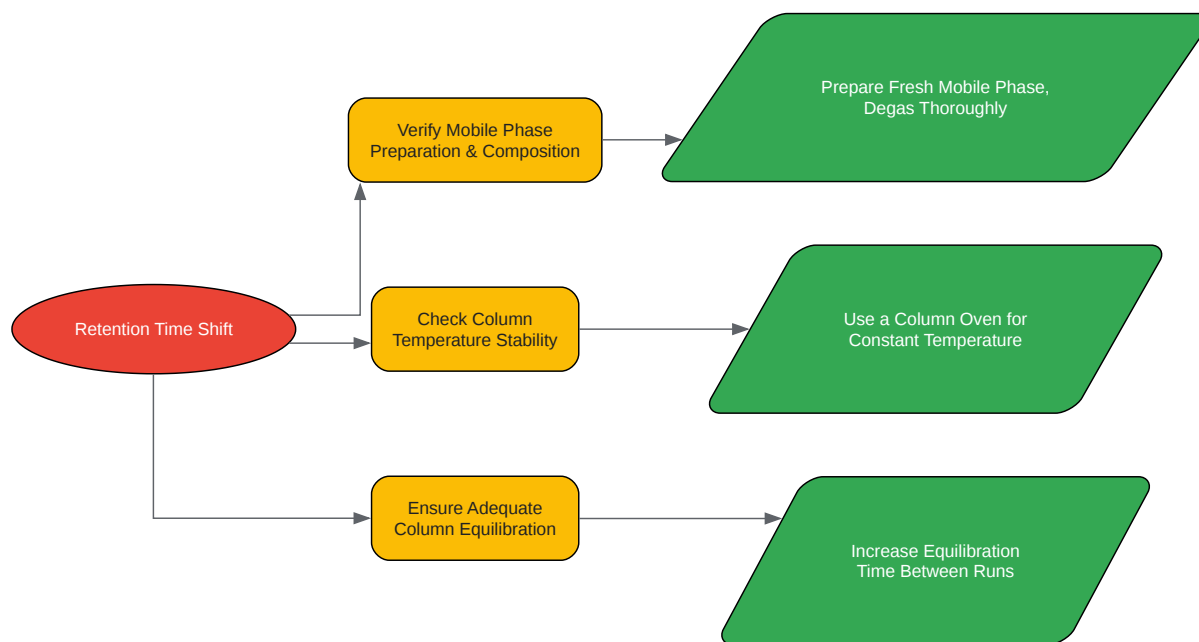 Prepare Fresh Mobile Phase,
Degas Thoroughly
Verify Mobile Phase
Preparation & Composition
Retention Time Shift
Check Column
Temperature Stability
Use a Column Oven for
Constant Temperature
Ensure Adequate
Column Equilibration
Increase Equilibration
Time Between Runs